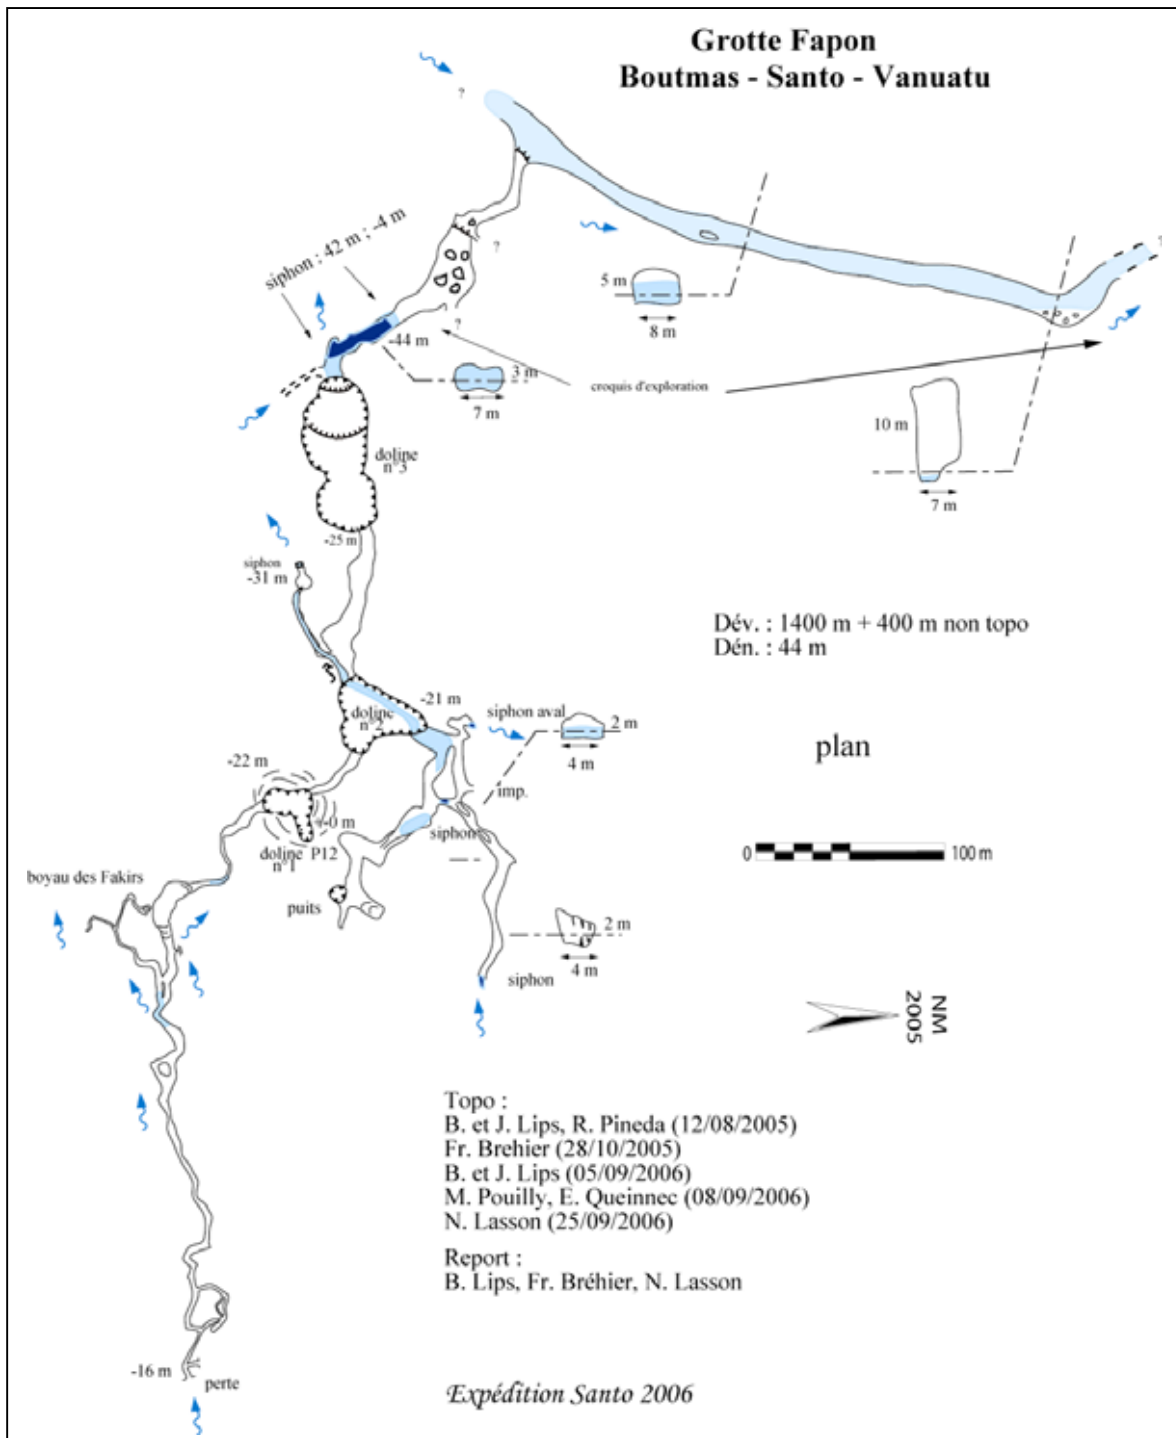 Grotte Fapon
Boutmas - Santo - Vanuatu
?
siphon : 42 m ; -4 m
?
?
?
5 m
8 m
-44 m
3 m
7 m
croquis d'exploration
10 m
7 m
doline
n°3
-25 m
siphon
-31 m
Dév. : 1400 m + 400 m non topo
Dén. : 44 m
-21 m
siphon aval
2 m
4 m
doline
n°2
plan
-22 m
imp.
-0 m
siphon
doline P12
n°1
0
100 m
boyau des Fakirs
puits
2 m
4 m
siphon
NM
2005
Topo :
B. et J. Lips, R. Pineda (12/08/2005)
Fr. Brehier (28/10/2005)
B. et J. Lips (05/09/2006)
M. Pouilly, E. Queinnec (08/09/2006)
N. Lasson (25/09/2006)
Report :
B. Lips, Fr. Bréhier, N. Lasson
-16 m
perte
Expédition Santo 2006